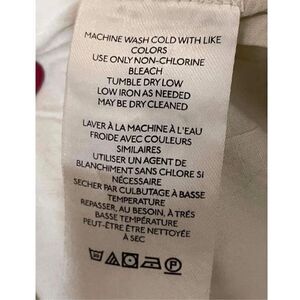 MACHINE WASH COLD WITH LIKE
COLORS
USE ONLY NON-CHLORINE
BLEACH
TUMBLE DRY LOW
LOW IRON AS NEEDED
MAY BE DRY CLEANED
LAVER À LA MACHINE À L'EAU
FROIDE AVEC COULEURS
SIMILAIRES
UTILISER UN AGENT DE
BLANCHIMENT SANS CHLORE SI
NÉCESSAIRE
SECHER PAR CULBUTAGE À BASSE
TEMPERATURE
REPASSER, AU BESOIN, À TRÉS
BASSE TEMPÉRATURE
PEUT-ÊTRE ÊTRE NETTOYÉE
À SEC
P